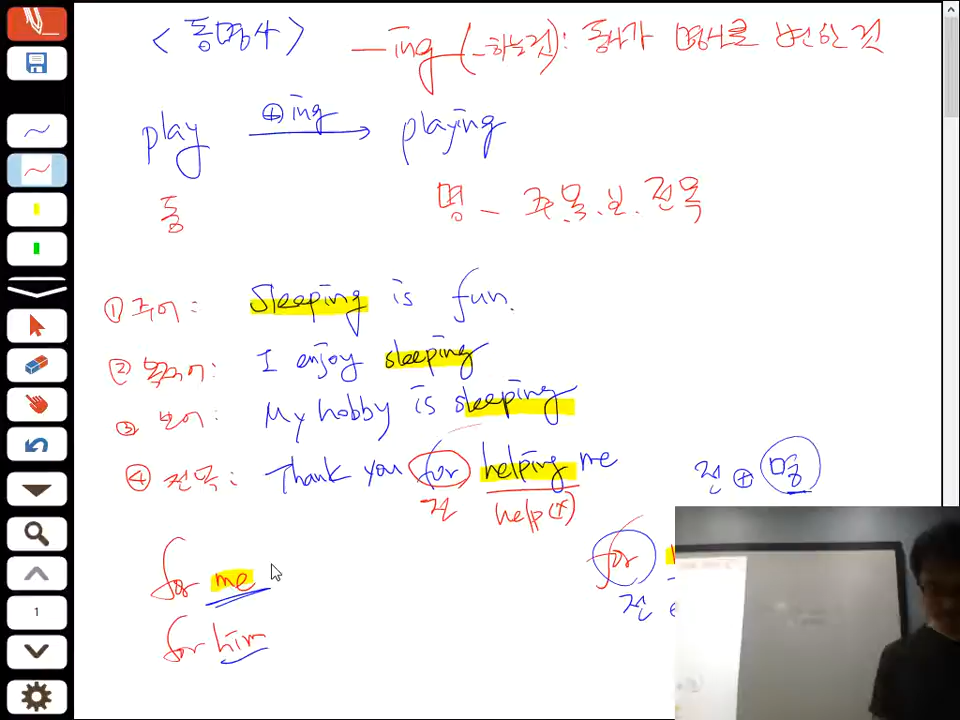 <동명사> —ing (~하는것): 동사가 명사로 변한 것
play ⊕ing → playing
동 명 - 주.목.보.전목
① 주어: Sleeping is fun.
② 목적어: I enjoy sleeping
③ 보어: My hobby is sleeping
④ 전목: Thank you for helping me 전 ⊕ 명
전 help(x)
for me for
전
for him
1